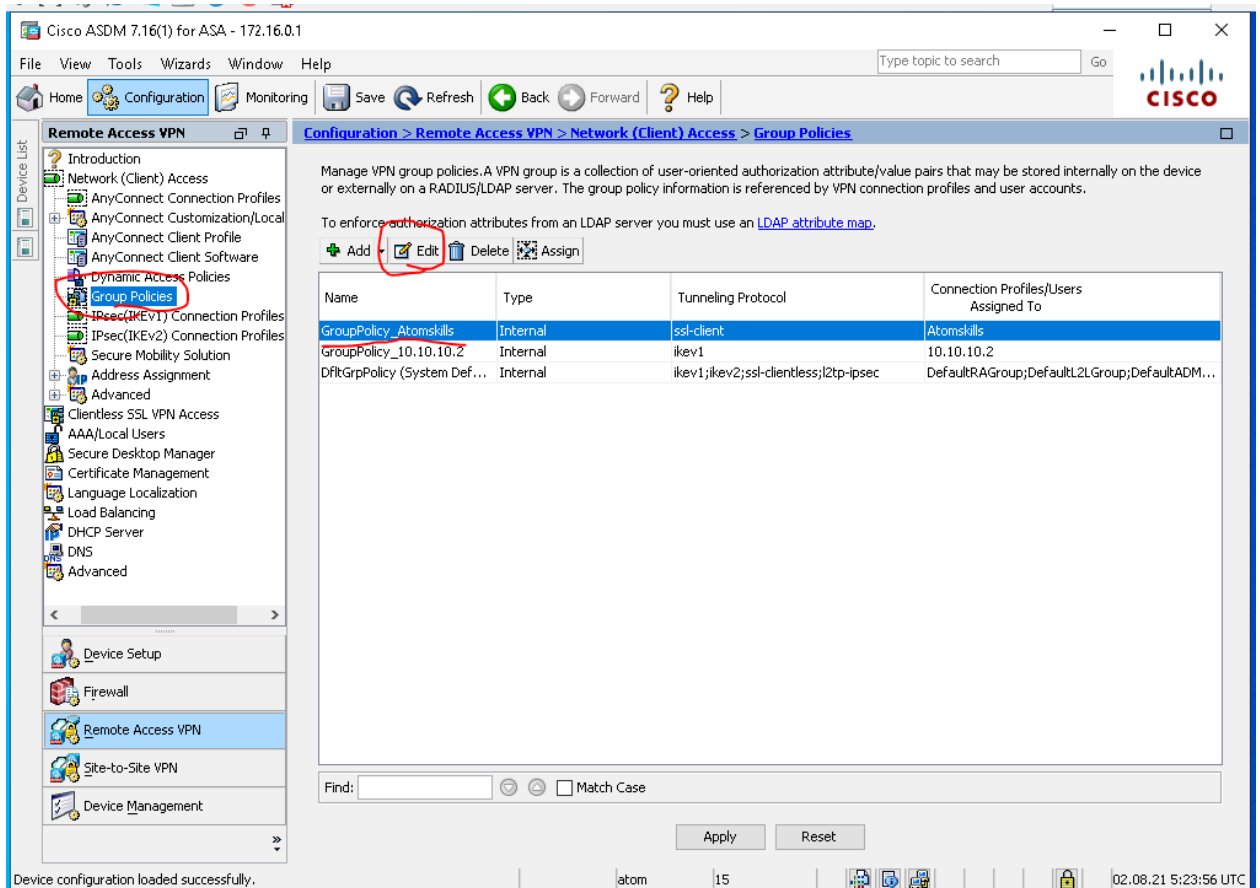 Cisco ASDM 7.16(1) for ASA - 172.16.0.1
File View Tools Wizards Window Help
Type topic to search Go
Home Configuration Monitoring Save Refresh Back Forward Help
CISCO
Device List
Remote Access VPN
Introduction
Network (Client) Access
AnyConnect Connection Profiles
AnyConnect Customization/Local
AnyConnect Client Profile
AnyConnect Client Software
Dynamic Access Policies
Group Policies
IPsec(IKEv1) Connection Profiles
IPsec(IKEv2) Connection Profiles
Secure Mobility Solution
Address Assignment
Advanced
Clientless SSL VPN Access
AAA/Local Users
Secure Desktop Manager
Certificate Management
Language Localization
Load Balancing
DHCP Server
DNS
Advanced
Device Setup
Firewall
Remote Access VPN
Site-to-Site VPN
Device Management
Configuration > Remote Access VPN > Network (Client) Access > Group Policies
Manage VPN group policies.A VPN group is a collection of user-oriented authorization attribute/value pairs that may be stored internally on the device
or externally on a RADIUS/LDAP server. The group policy information is referenced by VPN connection profiles and user accounts.
To enforce authorization attributes from an LDAP server you must use an LDAP attribute map.
Add Edit Delete Assign
Name Type Tunneling Protocol Connection Profiles/Users
Assigned To
GroupPolicy_Atomskills Internal ssl-client Atomskills
GroupPolicy_10.10.10.2 Internal ikev1 10.10.10.2
DfltGrpPolicy (System Def... Internal ikev1;ikev2;ssl-clientless;l2tp-ipsec DefaultRAGroup;DefaultL2LGroup;DefaultADM...
Find: Match Case
Apply Reset
Device configuration loaded successfully. atom 15 02.08.21 5:23:56 UTC